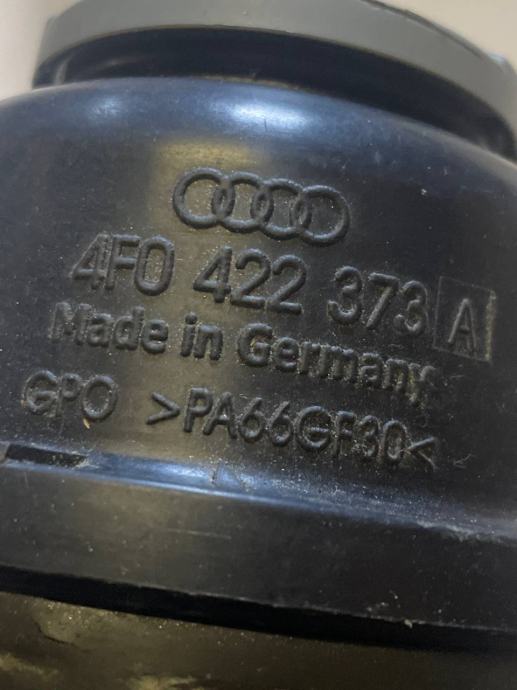 4F0 422 373 A
Made in Germany
GPO >PA66GF30<